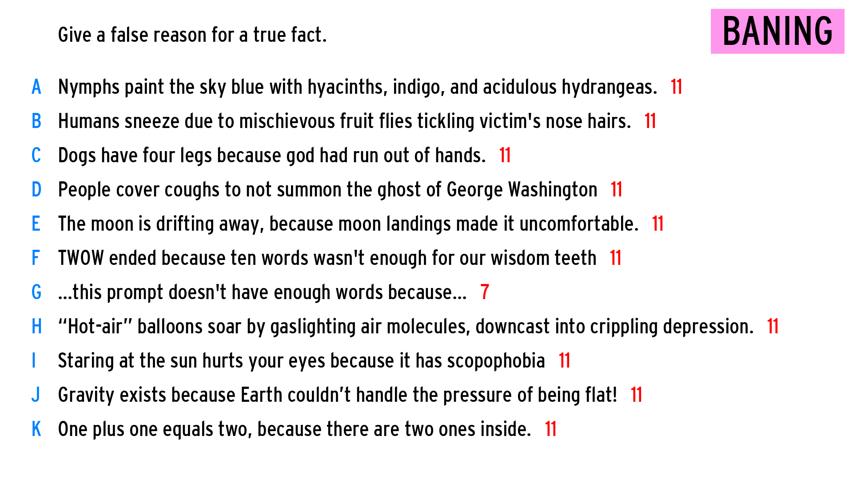 Give a false reason for a true fact.
BANING
A Nymphs paint the sky blue with hyacinths, indigo, and acidulous hydrangeas. 11
B Humans sneeze due to mischievous fruit flies tickling victim's nose hairs. 11
C Dogs have four legs because god had run out of hands. 11
D People cover coughs to not summon the ghost of George Washington 11
E The moon is drifting away, because moon landings made it uncomfortable. 11
F TWOW ended because ten words wasn't enough for our wisdom teeth 11
G ...this prompt doesn't have enough words because... 7
H “Hot-air” balloons soar by gaslighting air molecules, downcast into crippling depression. 11
I Staring at the sun hurts your eyes because it has scopophobia 11
J Gravity exists because Earth couldn’t handle the pressure of being flat! 11
K One plus one equals two, because there are two ones inside. 11